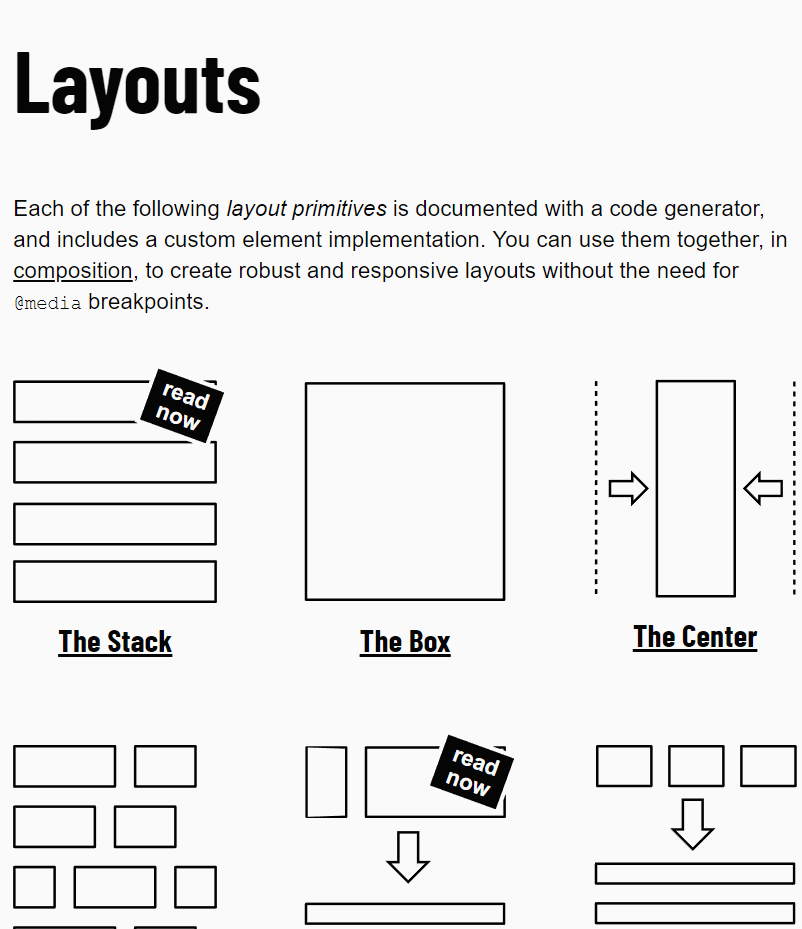 Layouts
Each of the following layout primitives is documented with a code generator,
and includes a custom element implementation. You can use them together, in
composition, to create robust and responsive layouts without the need for
@media breakpoints.
read
now
The Stack
The Box
The Center
read
now